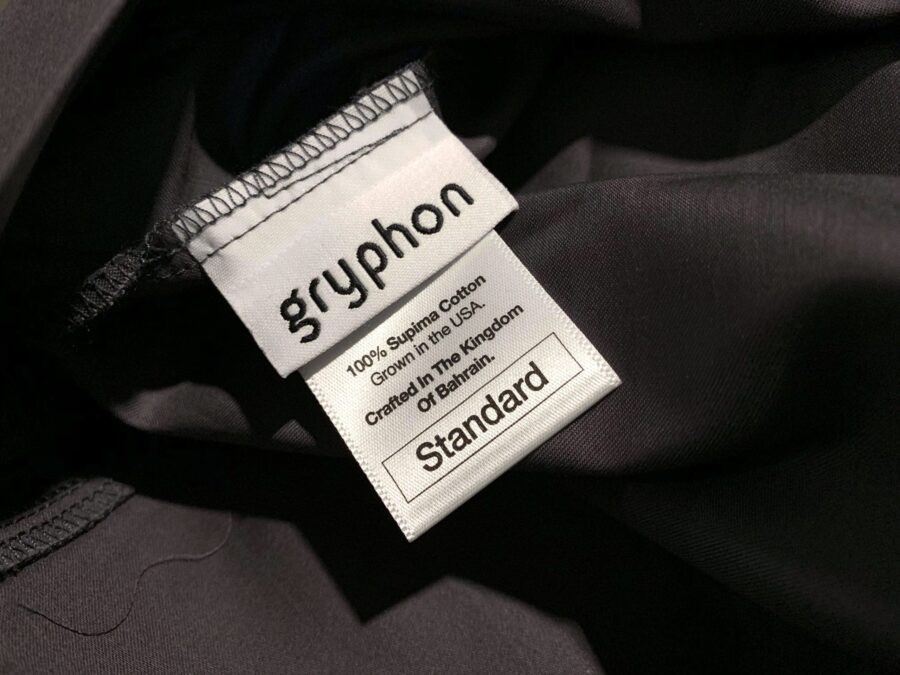 gryphon
100% Supima Cotton
Grown in the USA.
Crafted In The Kingdom
Of Bahrain.
Standard